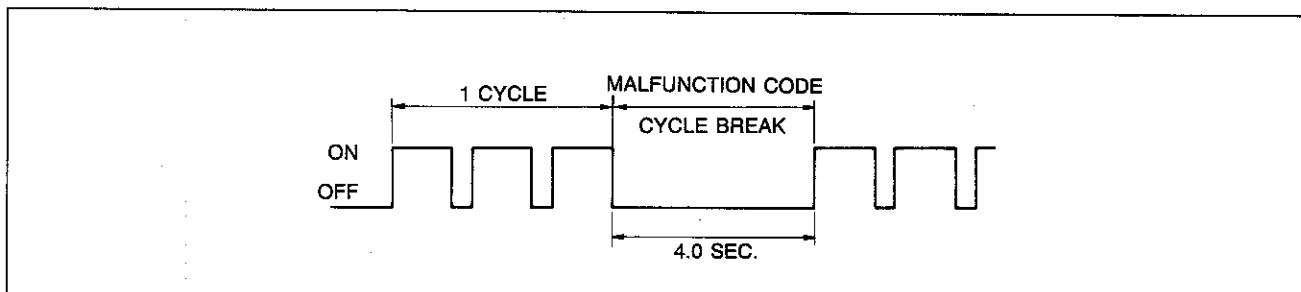 MALFUNCTION CODE
1 CYCLE
CYCLE BREAK
ON
OFF
4.0 SEC.